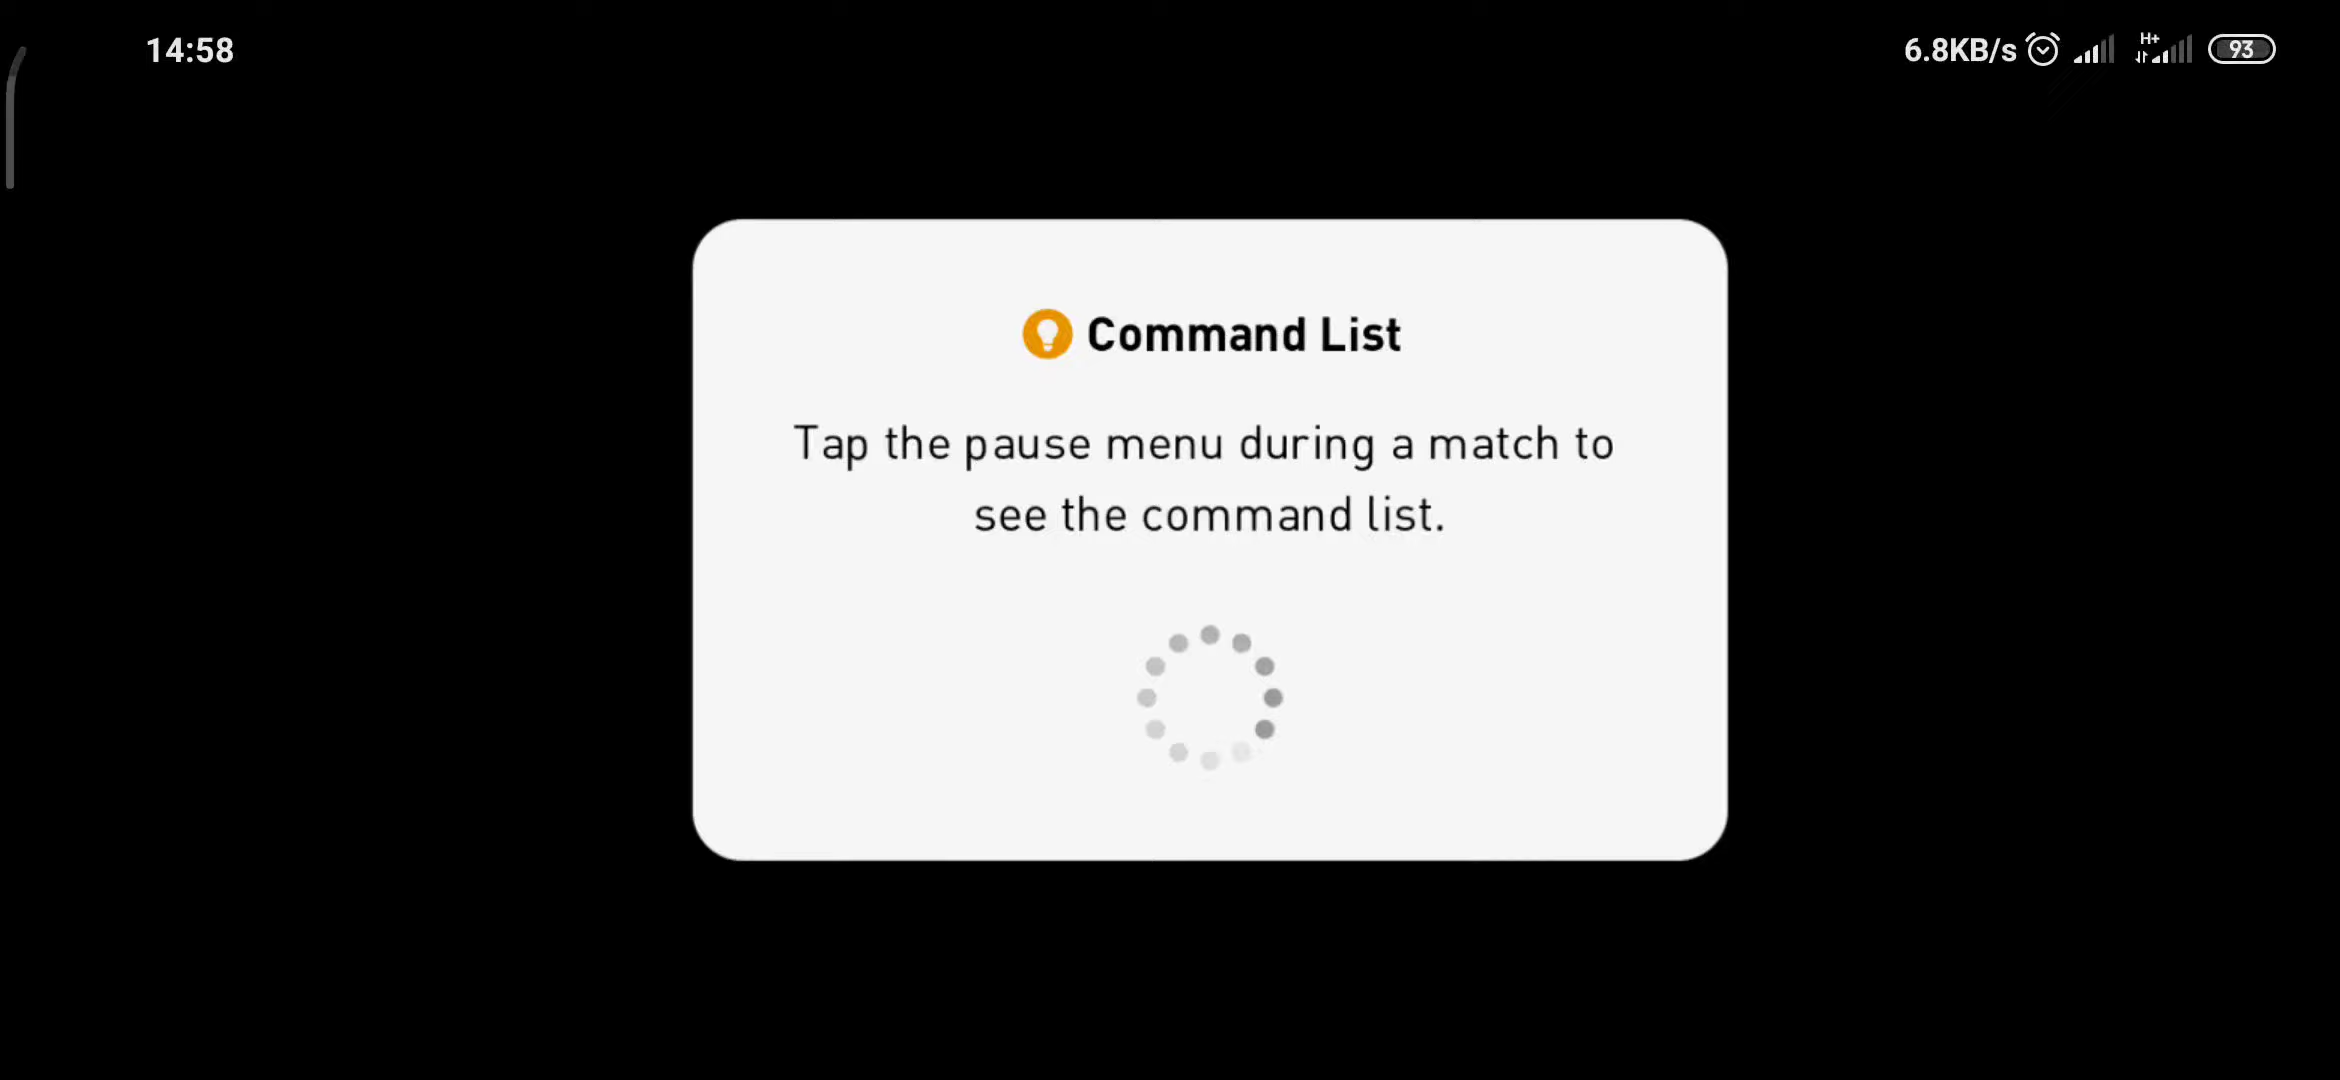 14:58
6.8KB/s H+ 93
Command List
Tap the pause menu during a match to
see the command list.